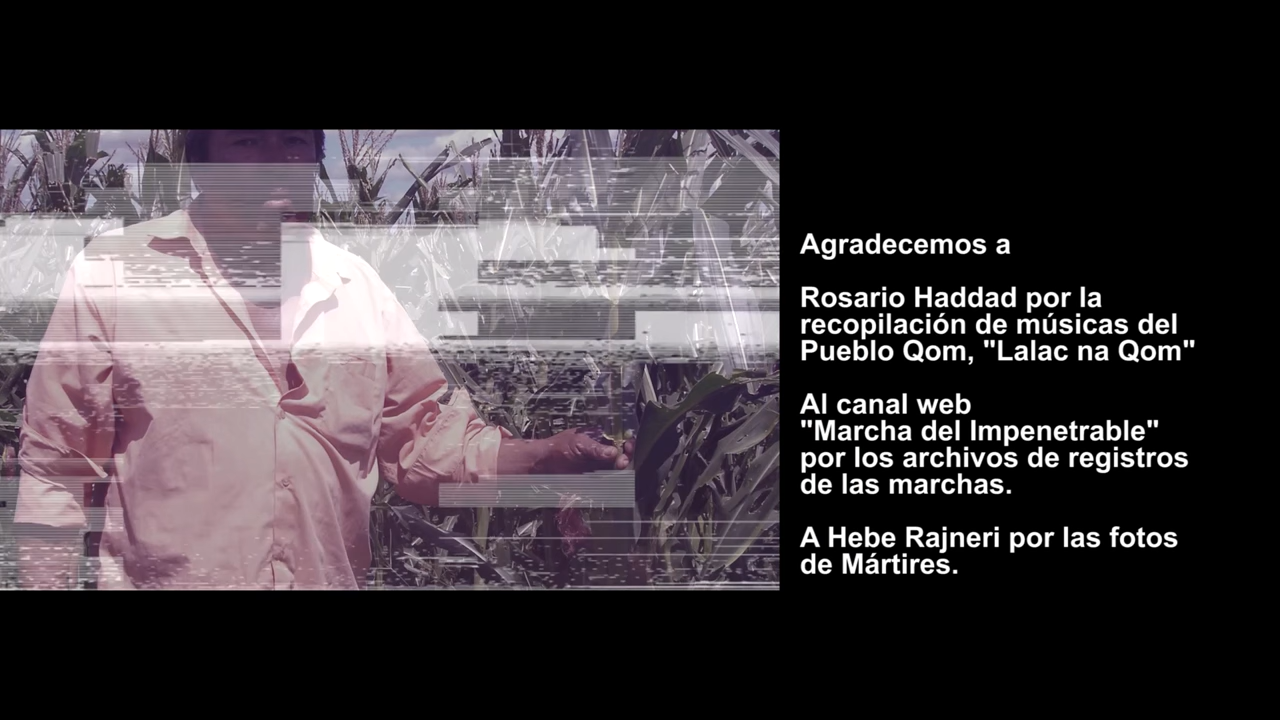 Agradecemos a
Rosario Haddad por la
recopilación de músicas del
Pueblo Qom, "Lalac na Qom"
Al canal web
"Marcha del Impenetrable"
por los archivos de registros
de las marchas.
A Hebe Rajneri por las fotos
de Mártires.